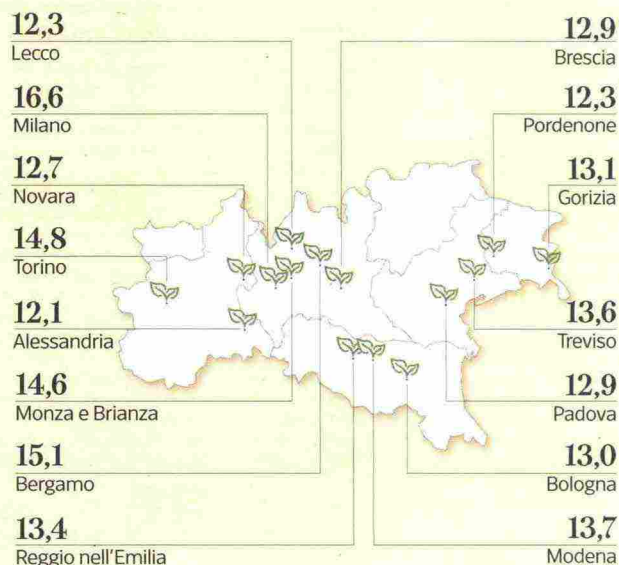 12,3
Lecco
16,6
Milano
12,7
Novara
14,8
Torino
12,1
Alessandria
14,6
Monza e Brianza
15,1
Bergamo
13,4
Reggio nell'Emilia
12,9
Brescia
12,3
Pordenone
13,1
Gorizia
13,6
Treviso
12,9
Padova
13,0
Bologna
13,7
Modena